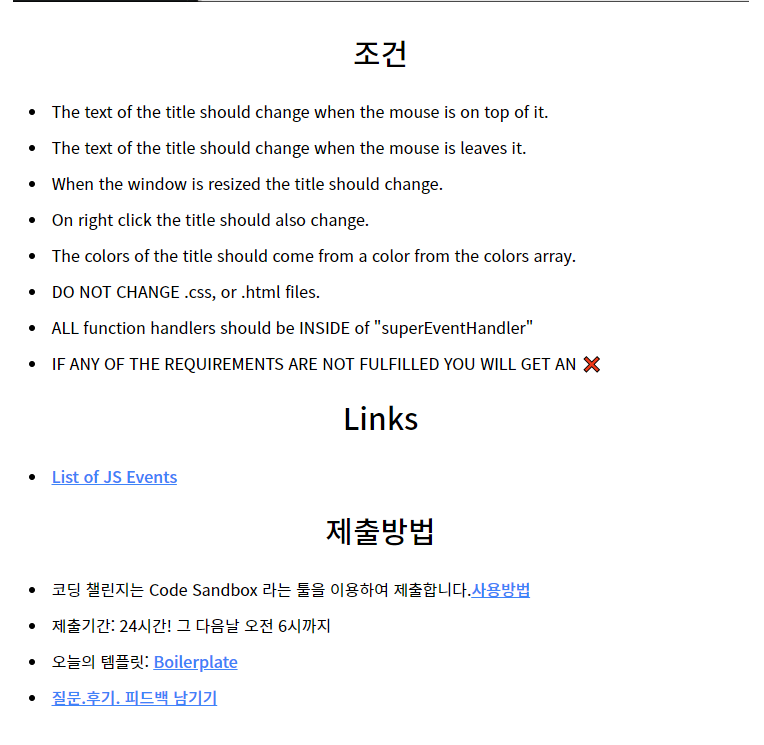 조건
The text of the title should change when the mouse is on top of it.
The text of the title should change when the mouse is leaves it.
When the window is resized the title should change.
On right click the title should also change.
The colors of the title should come from a color from the colors array.
DO NOT CHANGE .css, or .html files.
ALL function handlers should be INSIDE of "superEventHandler"
IF ANY OF THE REQUIREMENTS ARE NOT FULFILLED YOU WILL GET AN ❌
Links
List of JS Events
제출방법
코딩 챌린지는 Code Sandbox 라는 툴을 이용하여 제출합니다.사용방법
제출기간: 24시간! 그 다음날 오전 6시까지
오늘의 템플릿: Boilerplate
질문.후기. 피드백 남기기